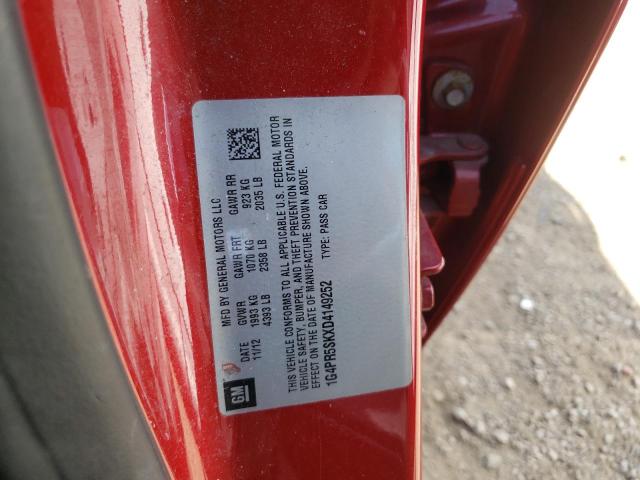 MFD BY GENERAL MOTORS LLC
DATE GVWR GAWR FRT GAWR RR
11/12 1993 KG 1070 KG 923 KG
4393 LB 2358 LB 2035 LB
THIS VEHICLE CONFORMS TO ALL APPLICABLE U.S. FEDERAL MOTOR
VEHICLE SAFETY, BUMPER, AND THEFT PREVENTION STANDARDS IN
EFFECT ON THE DATE OF MANUFACTURE SHOWN ABOVE.
1G4PR5SKXD4149252 TYPE: PASS CAR
GM